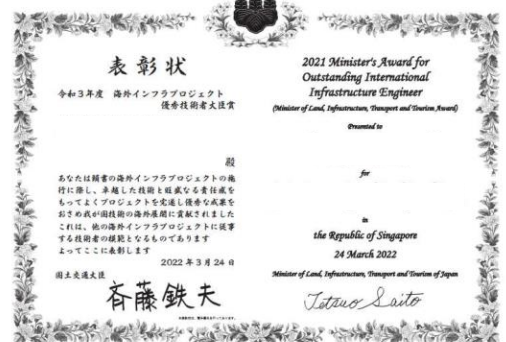 表彰状
令和3年度 海外インフラプロジェクト
優秀技術者大臣賞
殿
あなたは頭書の海外インフラプロジェクトの施
行に際し、卓越した技術と旺盛なる責任感を
もってよくプロジェクトを完遂し優秀な成果を
おさめ我が国技術の海外展開に貢献されました
これは、他の海外インフラプロジェクトに従事
する技術者の模範となるものであります
よってここに表彰します
2022年3月24日
国土交通大臣
斉藤鉄夫
2021 Minister's Award for
Outstanding International
Infrastructure Engineer
(Minister of Land, Infrastructure, Transport and Tourism Award)
Presented to
for
in
the Republic of Singapore
24 March 2022
Minister of Land, Infrastructure, Transport and Tourism of Japan
Tetsuo Saito